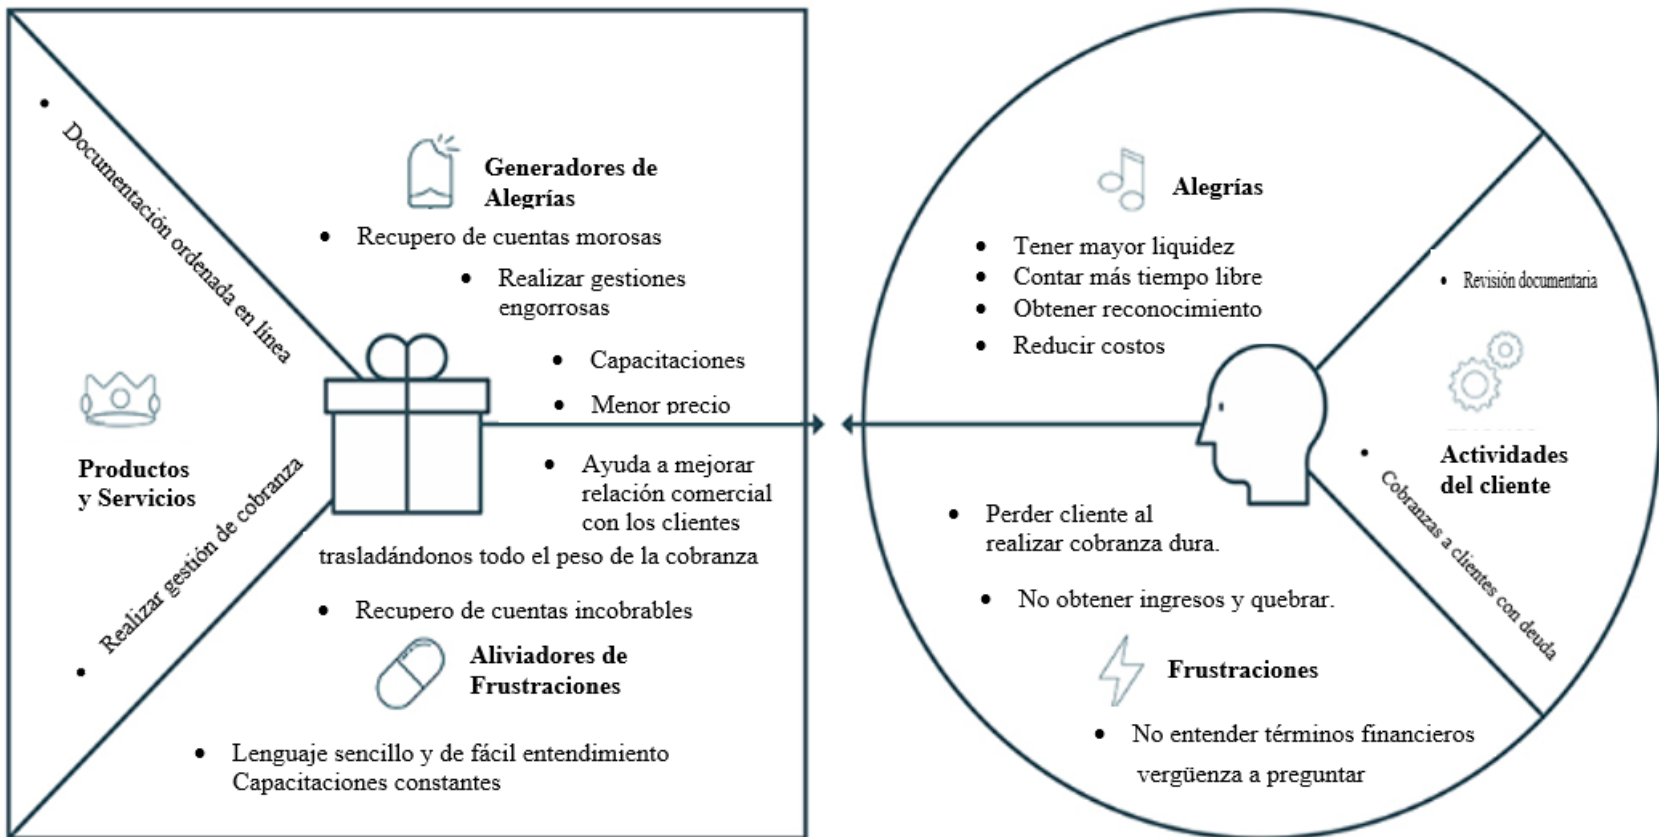 Documentación ordenada en línea
Productos
y Servicios
Realizar gestión de cobranza
Generadores de
Alegrías
Recupero de cuentas morosas
Realizar gestiones
engorrosas
Capacitaciones
Menor precio
Ayuda a mejorar
relación comercial
con los clientes
trasladándonos todo el peso de la cobranza
Recupero de cuentas incobrables
Aliviadores de
Frustraciones
Lenguaje sencillo y de fácil entendimiento
Capacitaciones constantes
Alegrías
Tener mayor liquidez
Contar más tiempo libre
Obtener reconocimiento
Reducir costos
Revisión documentaria
Actividades
del cliente
Cobranzas a clientes con deuda
Perder cliente al
realizar cobranza dura.
No obtener ingresos y quebrar.
Frustraciones
No entender términos financieros
vergüenza a preguntar